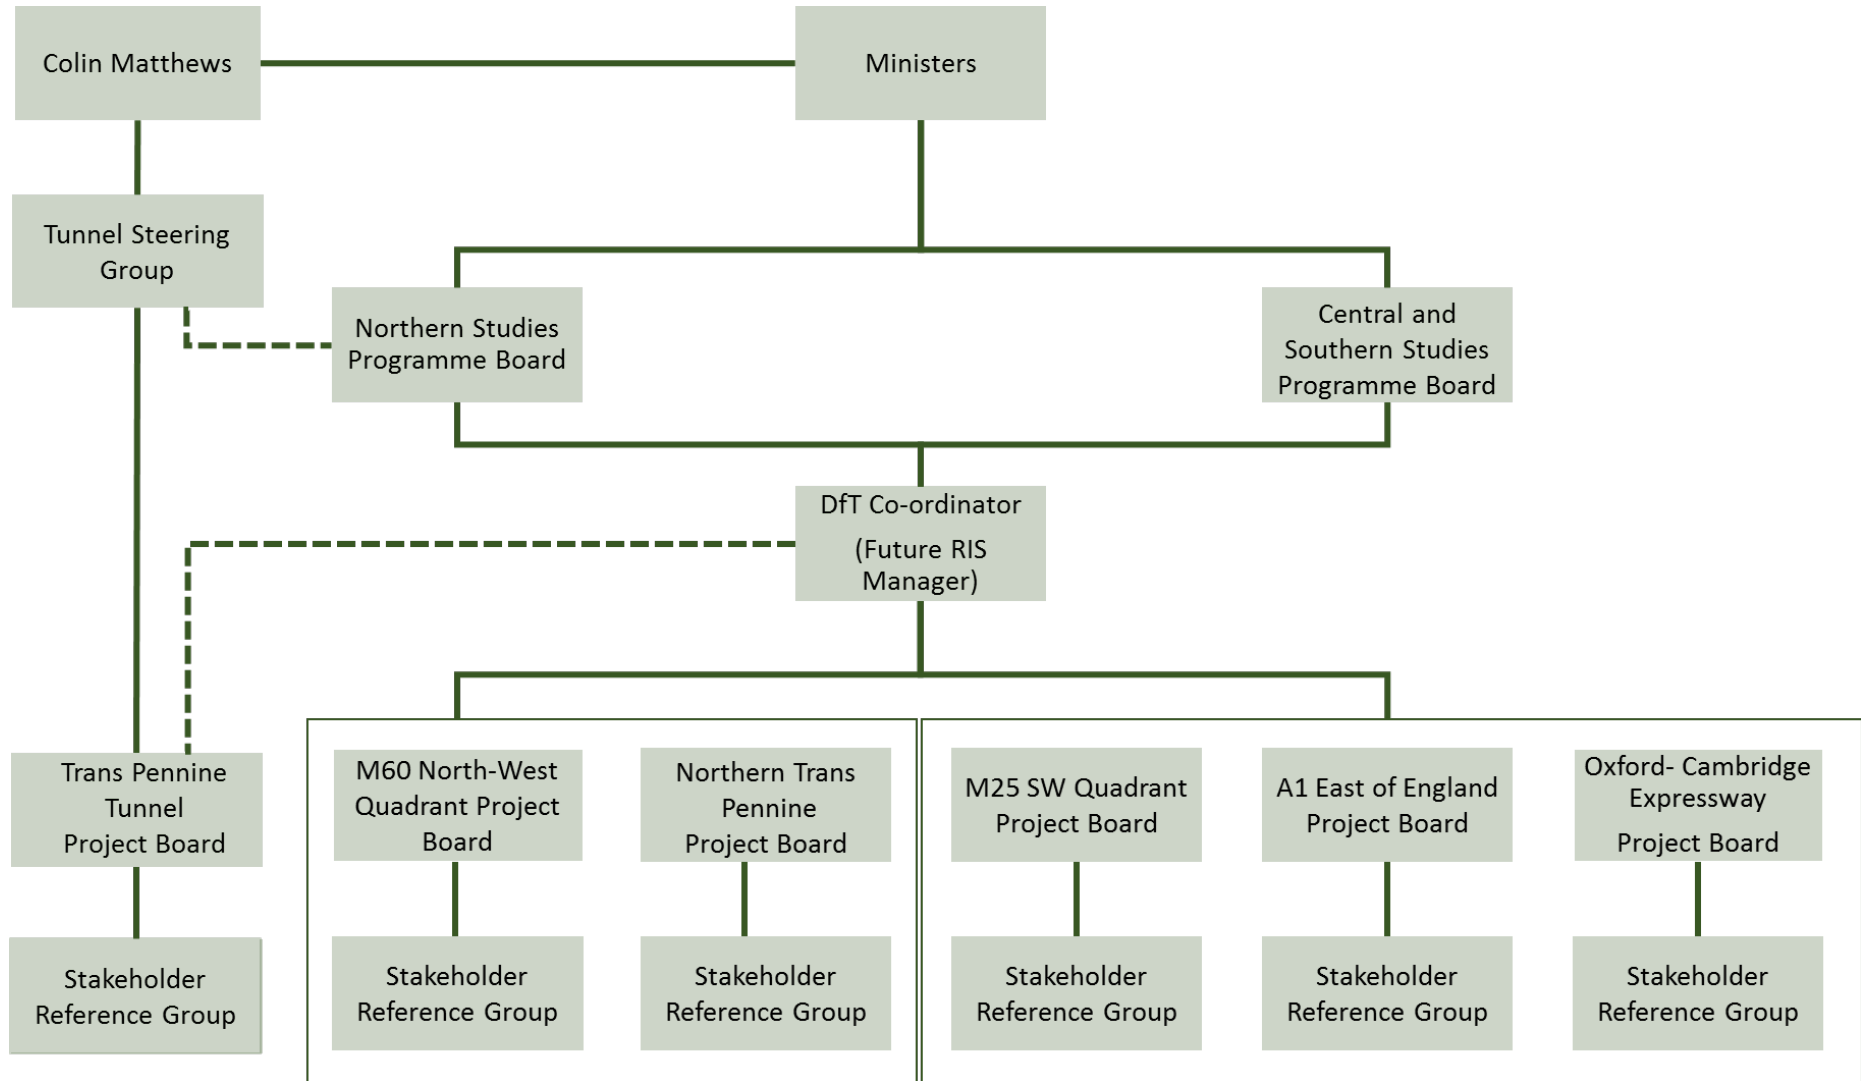 Colin Matthews
Ministers
Tunnel Steering
Group
Northern Studies
Programme Board
Central and
Southern Studies
Programme Board
DfT Co-ordinator
(Future RIS
Manager)
Trans Pennine
Tunnel
Project Board
M60 North-West
Quadrant Project
Board
Northern Trans
Pennine
Project Board
M25 SW Quadrant
Project Board
A1 East of England
Project Board
Oxford- Cambridge
Expressway
Project Board
Stakeholder
Reference Group
Stakeholder
Reference Group
Stakeholder
Reference Group
Stakeholder
Reference Group
Stakeholder
Reference Group
Stakeholder
Reference Group